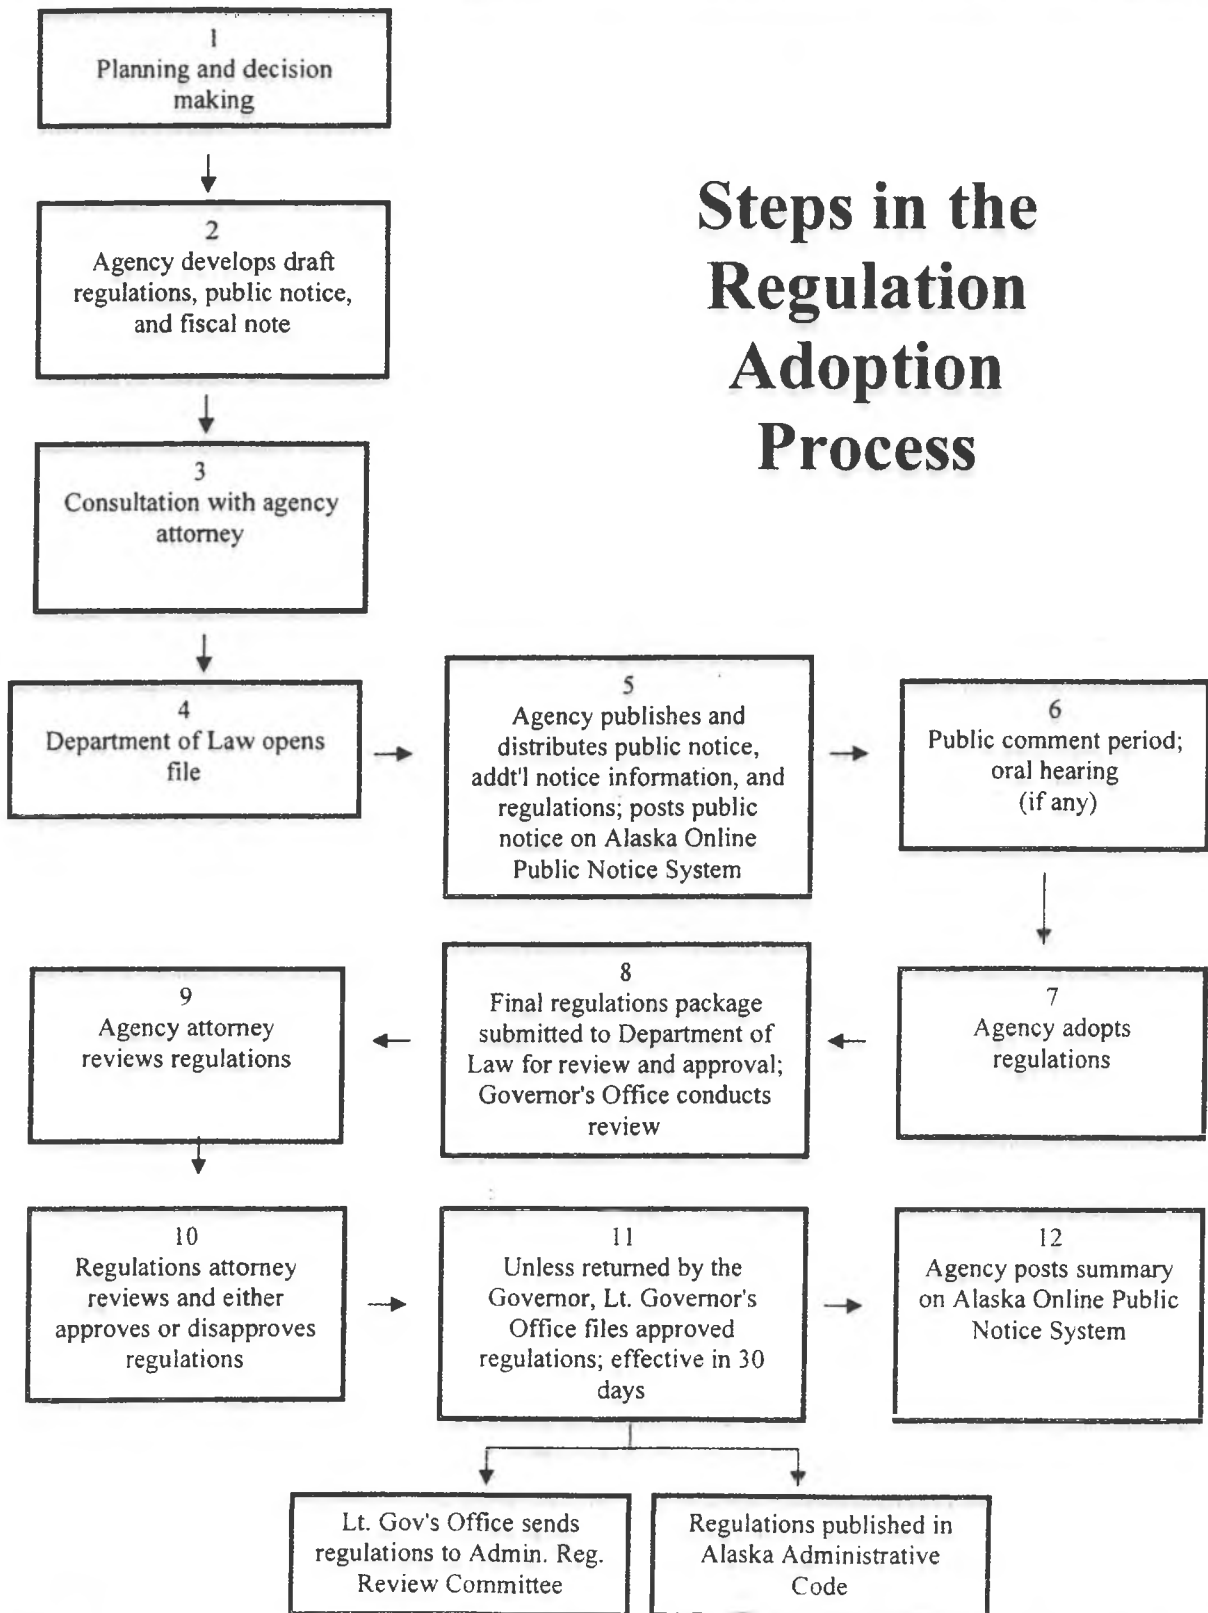 1
Planning and decision
making
Steps in the
Regulation
Adoption
Process
2
Agency develops draft
regulations, public notice,
and fiscal note
3
Consultation with agency
attorney
4
Department of Law opens
file
5
Agency publishes and
distributes public notice,
addt'l notice information, and
regulations; posts public
notice on Alaska Online
Public Notice System
6
Public comment period;
oral hearing
(if any)
7
Agency adopts
regulations
8
Final regulations package
submitted to Department of
Law for review and approval;
Governor's Office conducts
review
9
Agency attorney
reviews regulations
10
Regulations attorney
reviews and either
approves or disapproves
regulations
11
Unless returned by the
Governor, Lt. Governor's
Office files approved
regulations; effective in 30
days
12
Agency posts summary
on Alaska Online Public
Notice System
Lt. Gov's Office sends
regulations to Admin. Reg.
Review Committee
Regulations published in
Alaska Administrative
Code